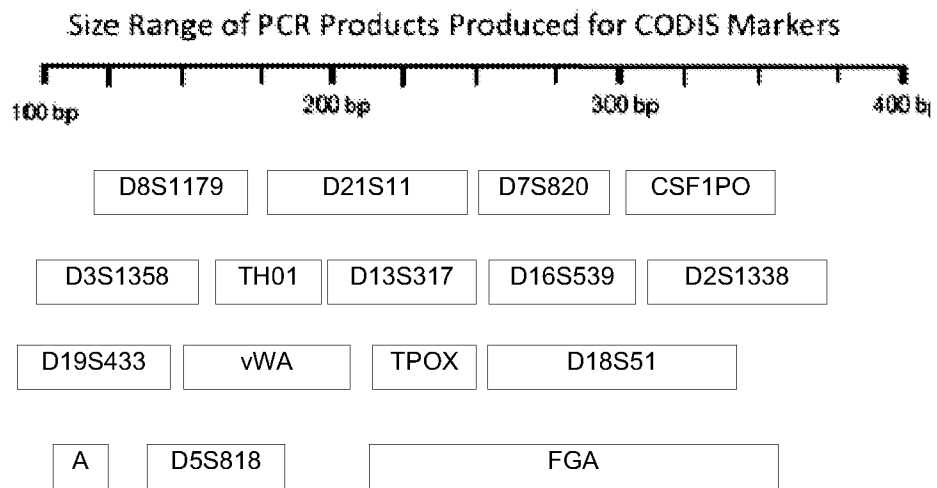 Size Range of PCR Products Produced for CODIS Markers
100 bp 200 bp 300 bp 400 b
D8S1179 D21S11 D7S820 CSF1PO
D3S1358 TH01 D13S317 D16S539 D2S1338
D19S433 vWA TPOX D18S51
A D5S818 FGA